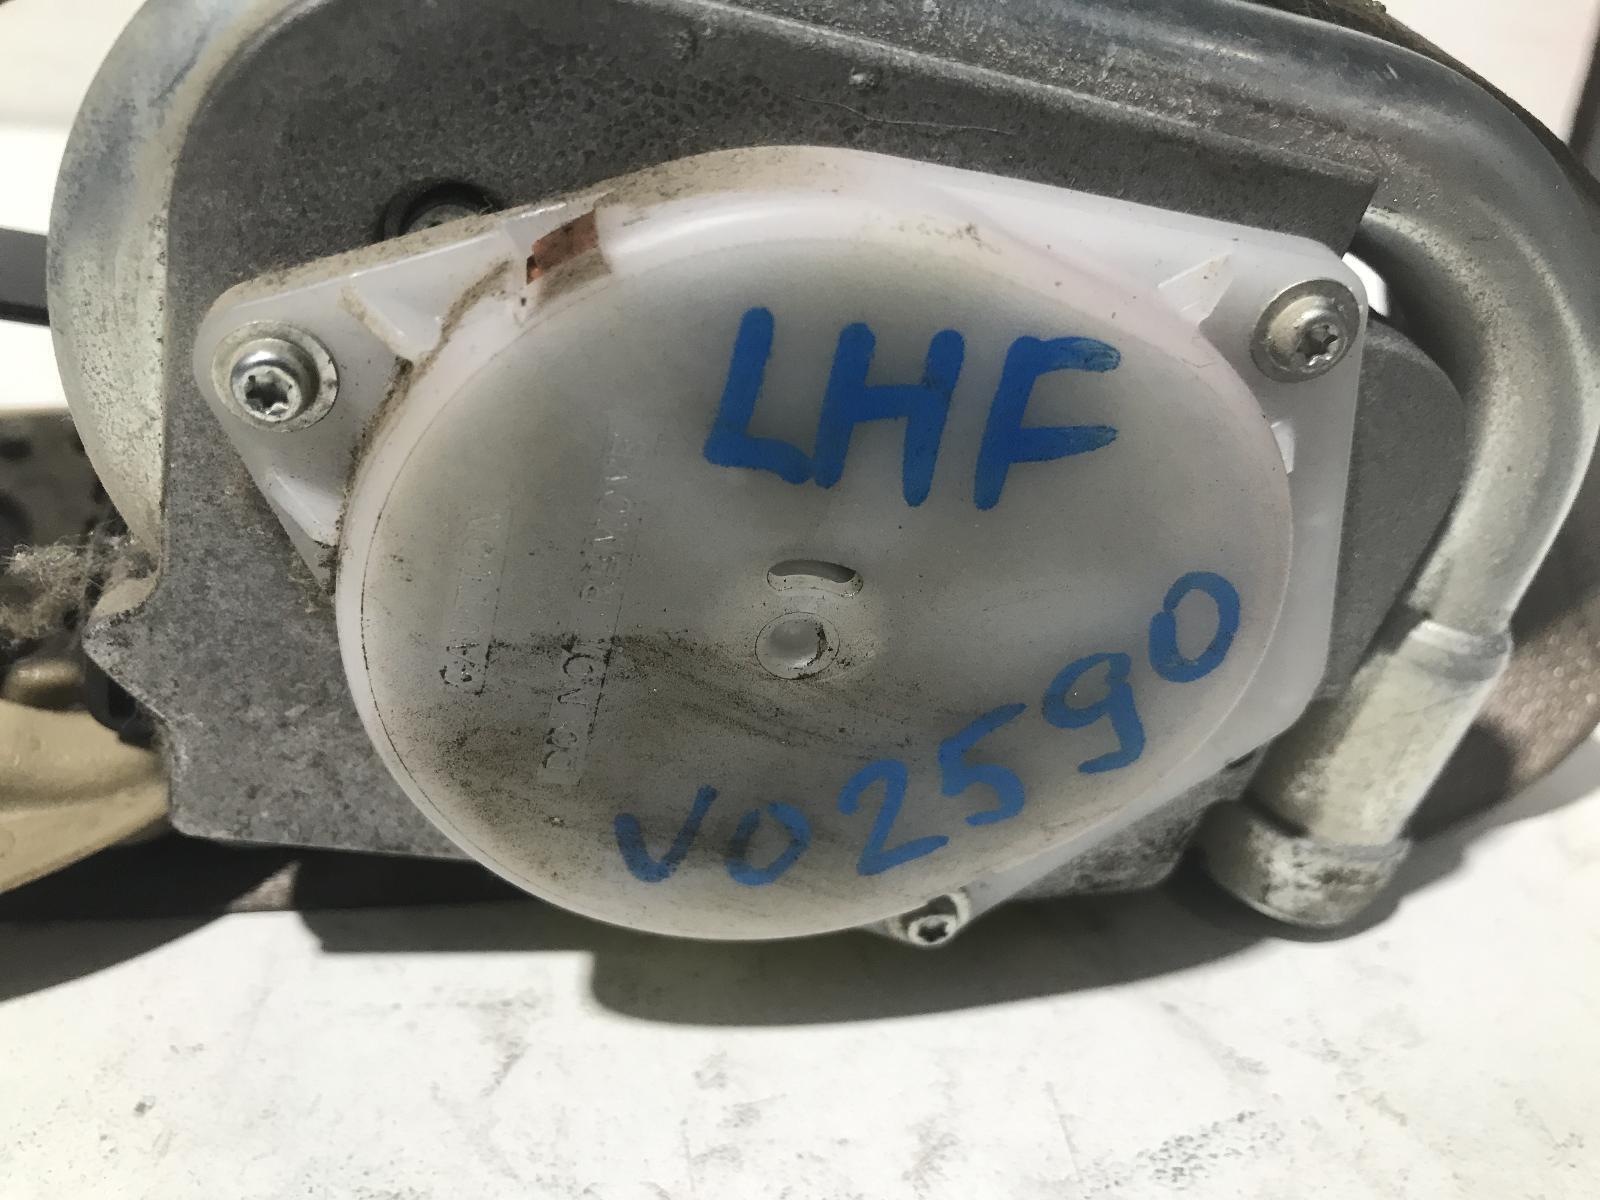 LHF
CAUTION
DO NOT REMOVE
V02590